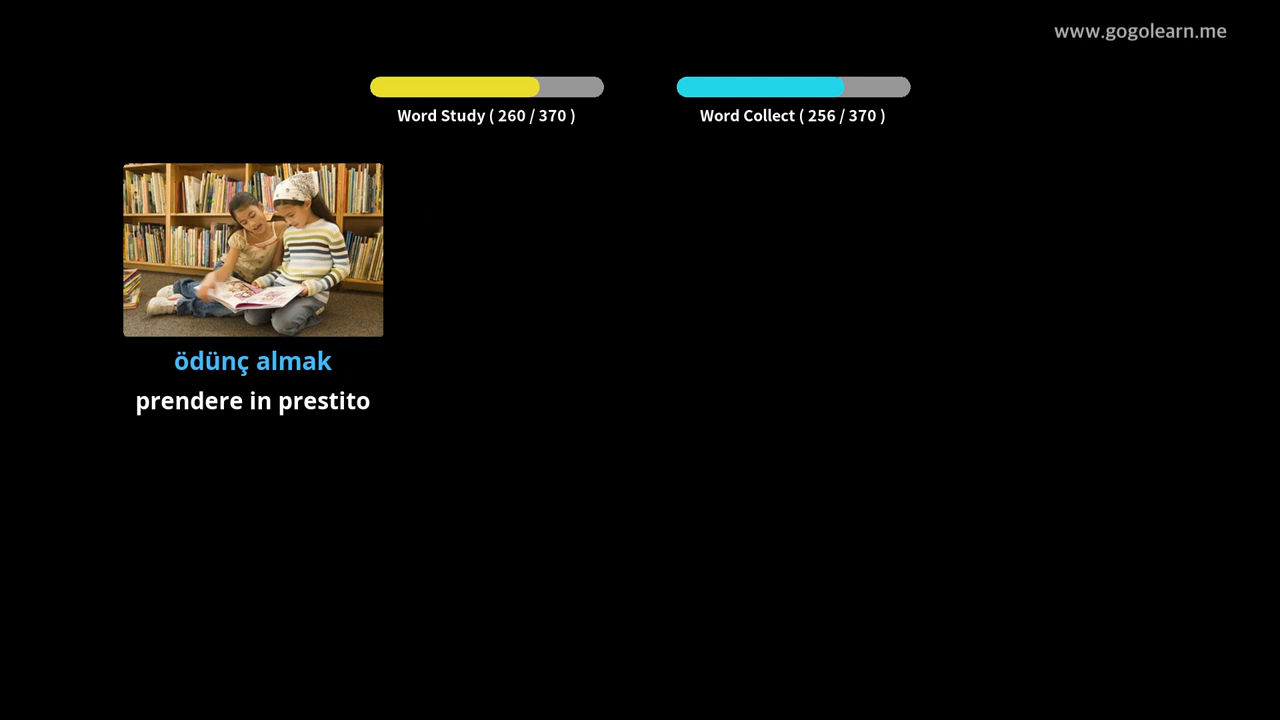 www.gogolearn.me
Word Study ( 260 / 370 )
Word Collect ( 256 / 370 )
ödünç almak
prendere in prestito